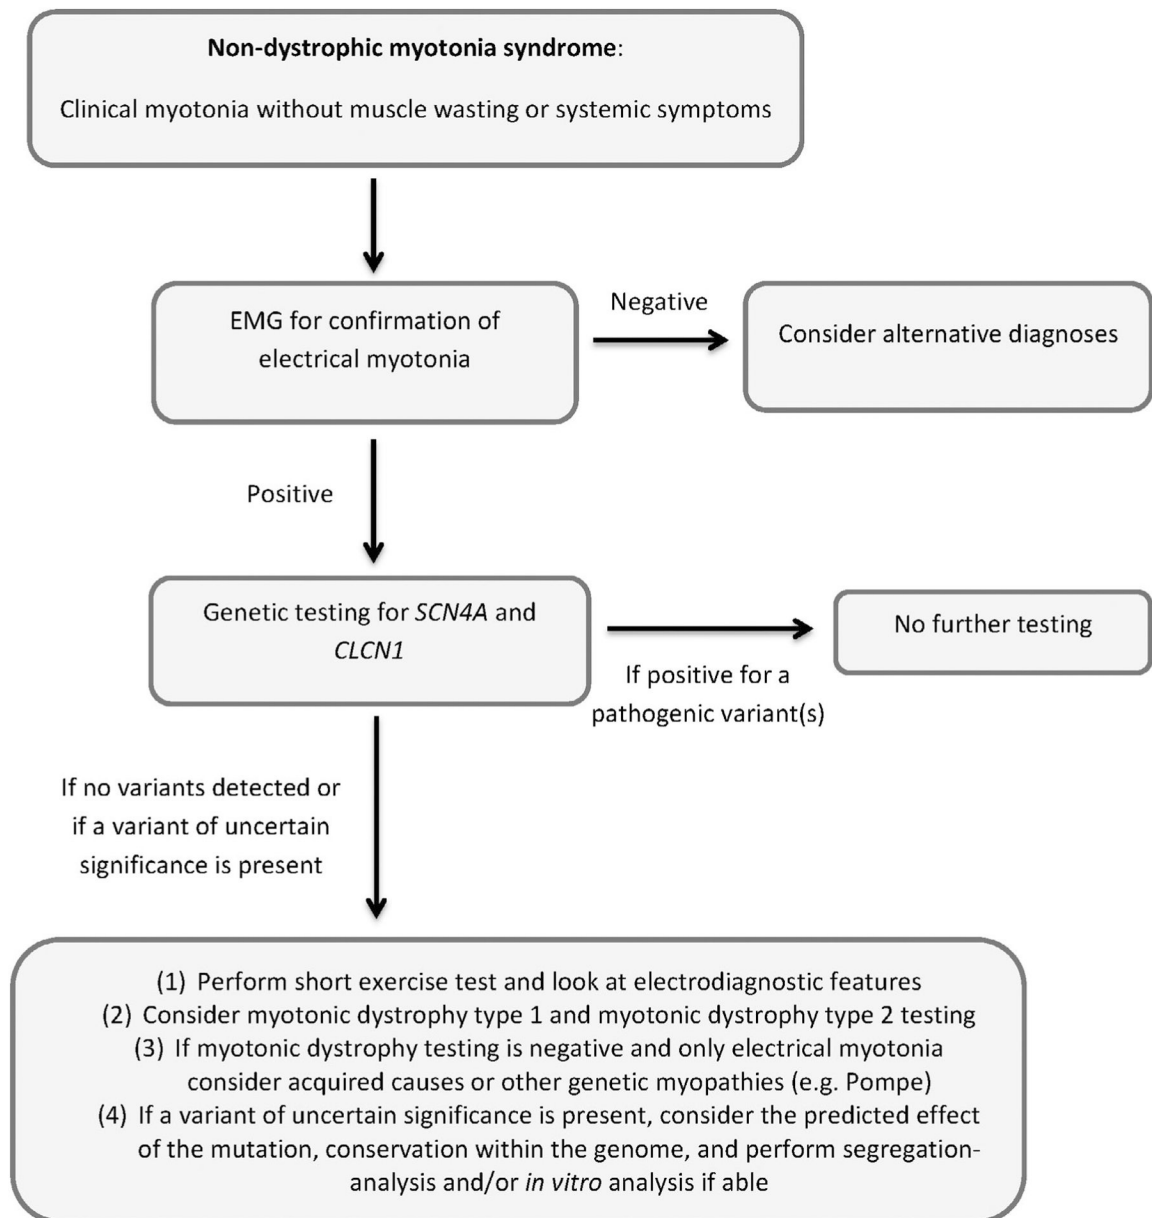 Non-dystrophic myotonia syndrome:
Clinical myotonia without muscle wasting or systemic symptoms
EMG for confirmation of
electrical myotonia
Negative
Consider alternative diagnoses
Positive
Genetic testing for SCN4A and
CLCN1
If positive for a
pathogenic variant(s)
No further testing
If no variants detected or
if a variant of uncertain
significance is present
(1) Perform short exercise test and look at electrodiagnostic features
(2) Consider myotonic dystrophy type 1 and myotonic dystrophy type 2 testing
(3) If myotonic dystrophy testing is negative and only electrical myotonia
consider acquired causes or other genetic myopathies (e.g. Pompe)
(4) If a variant of uncertain significance is present, consider the predicted effect
of the mutation, conservation within the genome, and perform segregation-
analysis and/or in vitro analysis if able